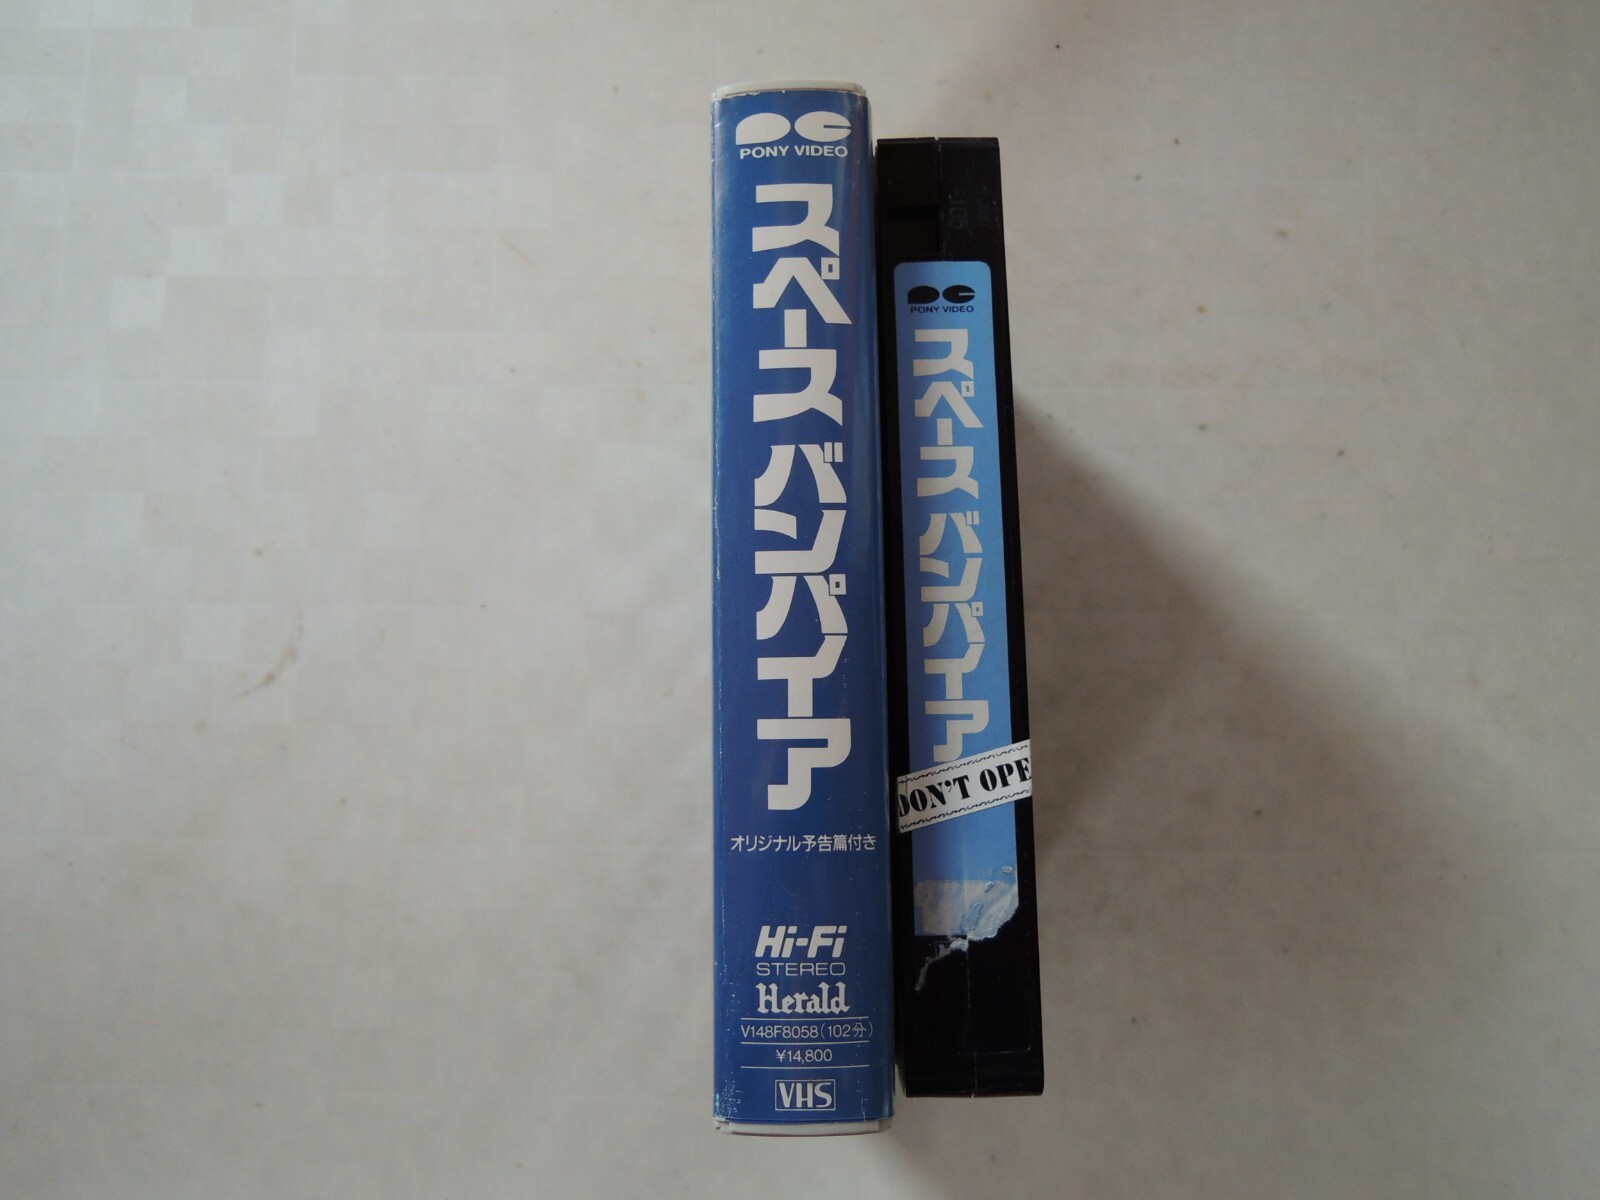 PONY VIDEO
スペース バンパイア
オリジナル予告篇付き
Hi-Fi
STEREO
Herald
V148F8058(102分)
¥14,800
VHS
PONY VIDEO
スペース バンパイア
DON'T OPE